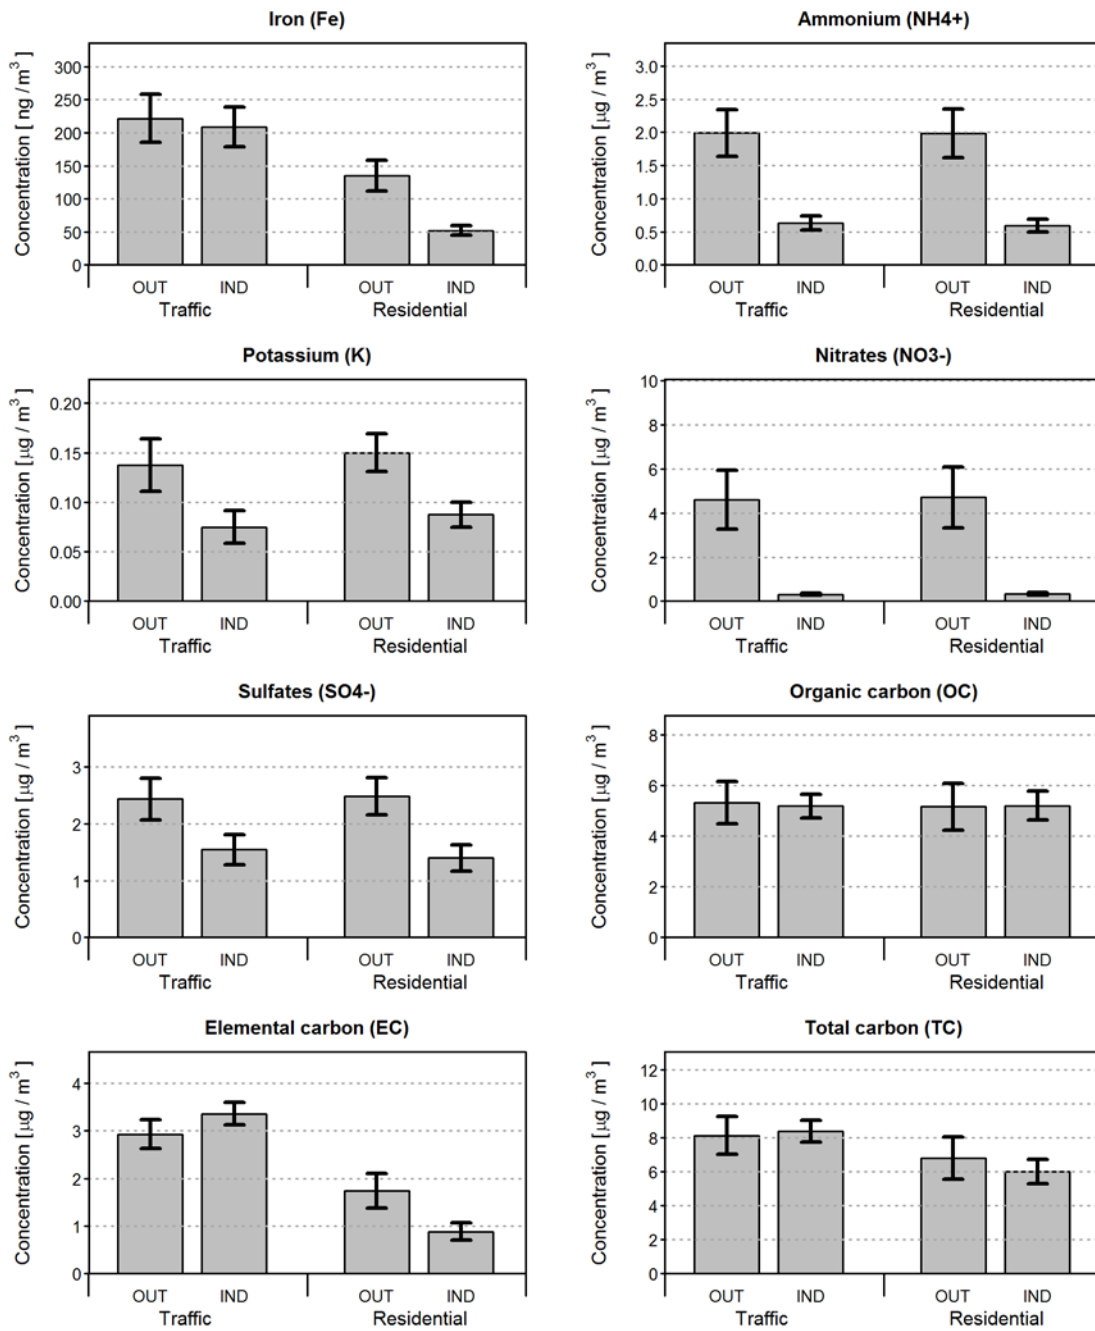 Iron (Fe)
Concentration [ ng / m³ ]
300
250
200
150
100
50
0
OUT IND OUT IND
Traffic Residential
Ammonium (NH4+)
Concentration [ µg / m³ ]
3.0
2.5
2.0
1.5
1.0
0.5
0.0
OUT IND OUT IND
Traffic Residential
Potassium (K)
Concentration [ µg / m³ ]
0.20
0.15
0.10
0.05
0.00
OUT IND OUT IND
Traffic Residential
Nitrates (NO3-)
Concentration [ µg / m³ ]
10
8
6
4
2
0
OUT IND OUT IND
Traffic Residential
Sulfates (SO4-)
Concentration [ µg / m³ ]
3
2
1
0
OUT IND OUT IND
Traffic Residential
Organic carbon (OC)
Concentration [ µg / m³ ]
8
6
4
2
0
OUT IND OUT IND
Traffic Residential
Elemental carbon (EC)
Concentration [ µg / m³ ]
4
3
2
1
0
OUT IND OUT IND
Traffic Residential
Total carbon (TC)
Concentration [ µg / m³ ]
12
10
8
6
4
2
0
OUT IND OUT IND
Traffic Residential